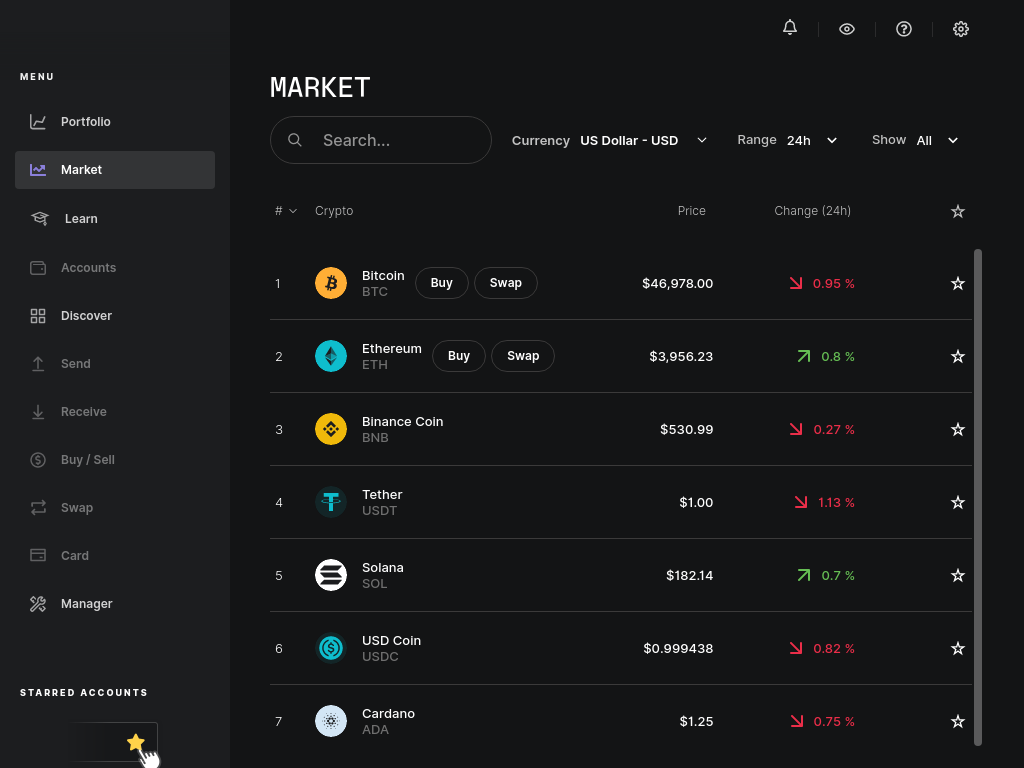 MENU
Portfolio
Market
Learn
Accounts
Discover
Send
Receive
Buy / Sell
Swap
Card
Manager
STARRED ACCOUNTS
MARKET
Search...
Currency US Dollar - USD
Range 24h
Show All
# Crypto Price Change (24h)
1 Bitcoin BTC Buy Swap $46,978.00 0.95 %
2 Ethereum ETH Buy Swap $3,956.23 0.8 %
3 Binance Coin BNB $530.99 0.27 %
4 Tether USDT $1.00 1.13 %
5 Solana SOL $182.14 0.7 %
6 USD Coin USDC $0.999438 0.82 %
7 Cardano ADA $1.25 0.75 %